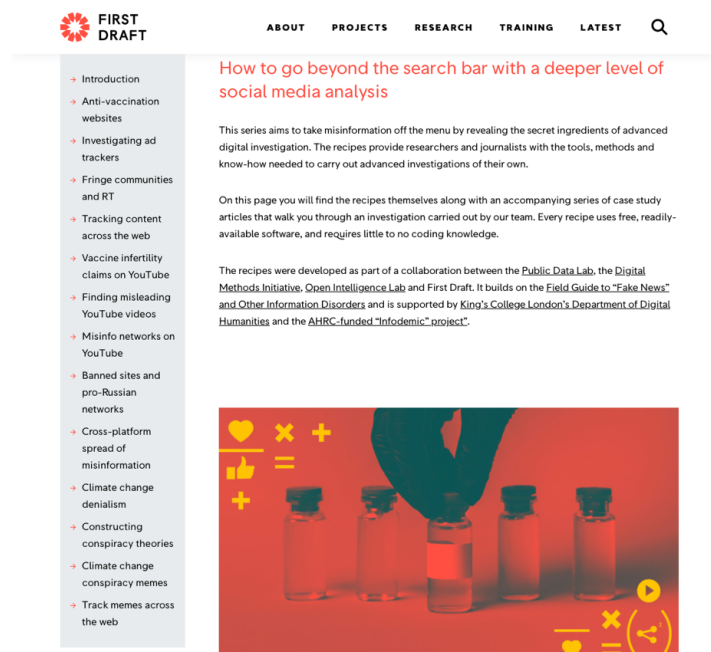 FIRST
DRAFT
ABOUT
PROJECTS
RESEARCH
TRAINING
LATEST
→ Introduction
→ Anti-vaccination
websites
→ Investigating ad
trackers
→ Fringe communities
and RT
→ Tracking content
across the web
→ Vaccine infertility
claims on YouTube
→ Finding misleading
YouTube videos
→ Misinfo networks on
YouTube
→ Banned sites and
pro-Russian
networks
→ Cross-platform
spread of
misinformation
→ Climate change
denialism
→ Constructing
conspiracy theories
→ Climate change
conspiracy memes
→ Track memes across
the web
How to go beyond the search bar with a deeper level of
social media analysis
This series aims to take misinformation off the menu by revealing the secret ingredients of advanced
digital investigation. The recipes provide researchers and journalists with the tools, methods and
know-how needed to carry out advanced investigations of their own.
On this page you will find the recipes themselves along with an accompanying series of case study
articles that walk you through an investigation carried out by our team. Every recipe uses free, readily-
available software, and requires little to no coding knowledge.
The recipes were developed as part of a collaboration between the Public Data Lab, the Digital
Methods Initiative, Open Intelligence Lab and First Draft. It builds on the Field Guide to “Fake News”
and Other Information Disorders and is supported by King’s College London’s Department of Digital
Humanities and the AHRC-funded “Infodemic” project”.